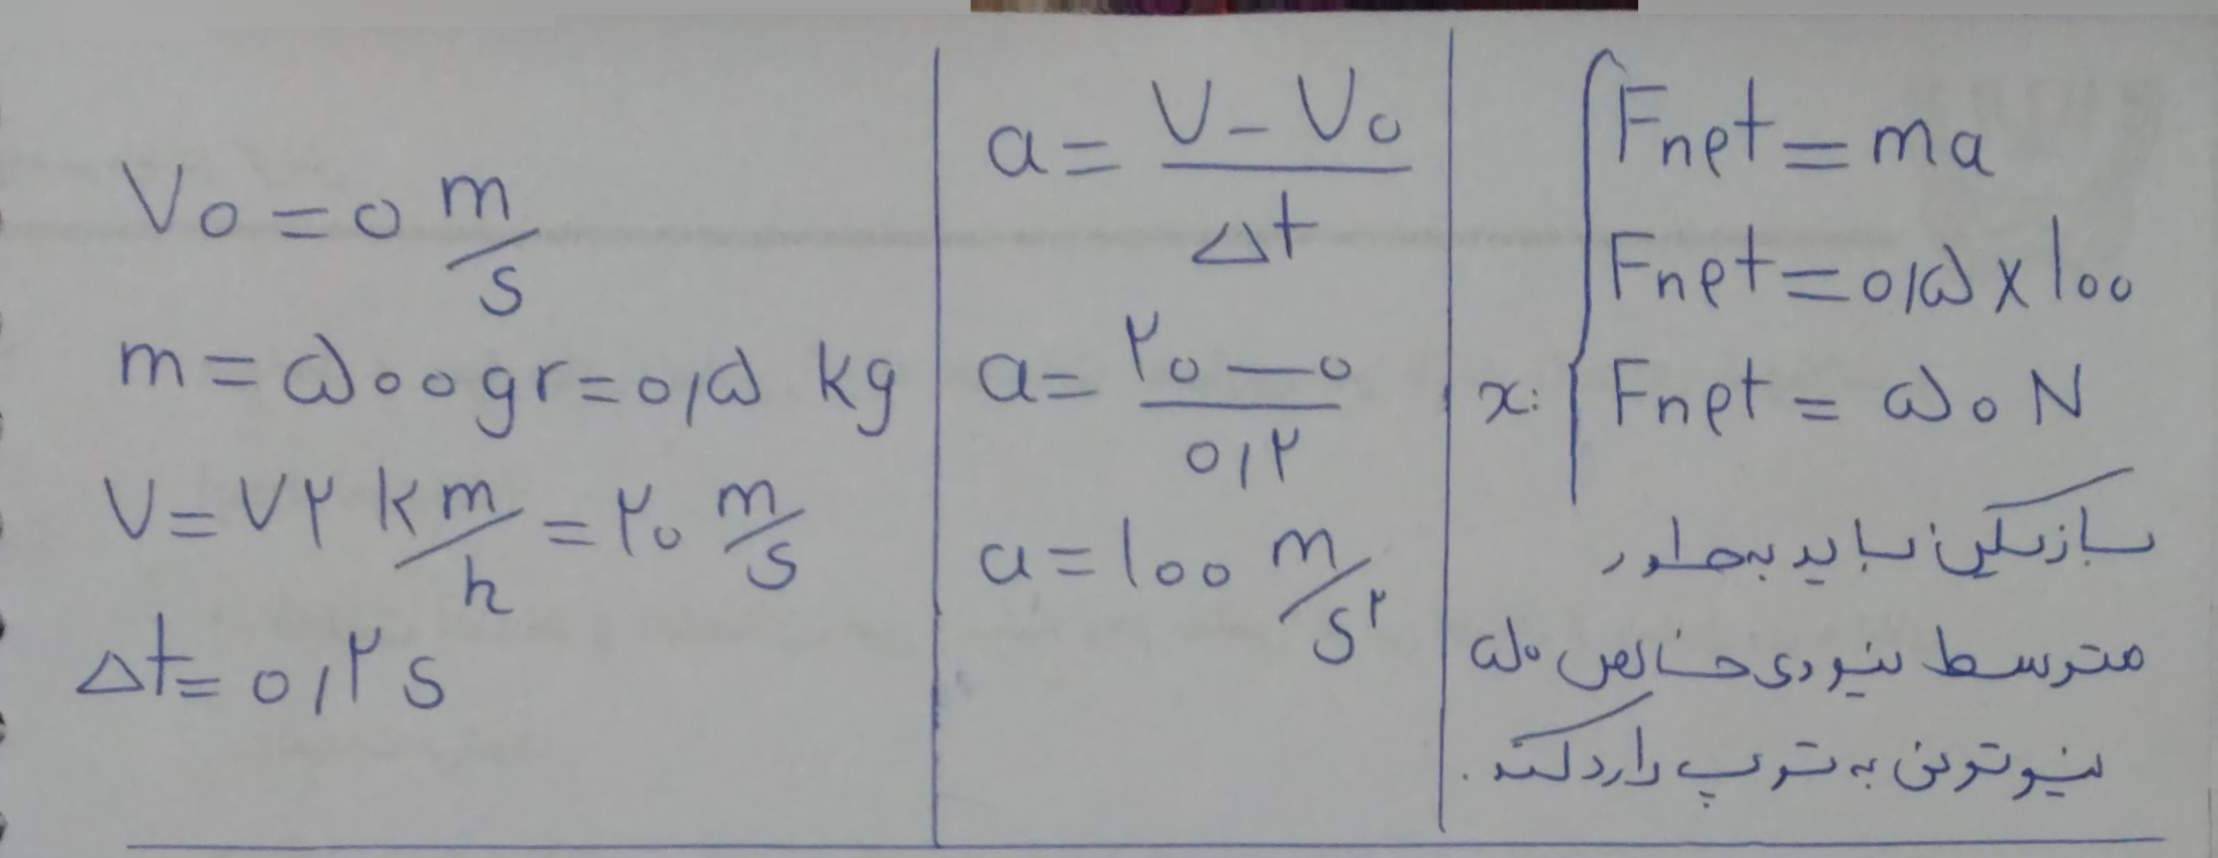 V₀ = ۰ m/s
m = ۵۰۰ gr = ۰,۵ kg
V = ۷۲ km/h = ۲۰ m/s
Δt = ۰,۲ s
a = (V - V₀)/Δt
a = (۲۰ - ۰)/۰,۲
a = ۱۰۰ m/s²
x: { Fnet = ma
Fnet = ۰,۵ × ۱۰۰
Fnet = ۵۰ N
بازیکن باید به طور
متوسط نیروی خالص ۵۰
نیوتونی به توپ وارد کند.